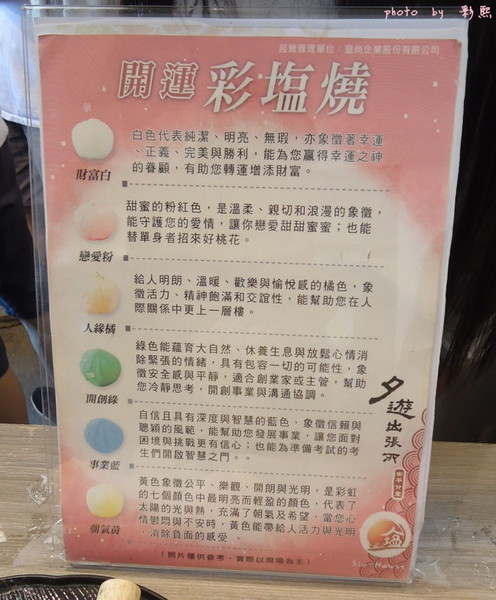 photo by 彩熙
經營管理單位：皇尚企業股份有限公司
開運彩塩燒
白色代表純潔、明亮、無瑕，亦象徵著幸運
、正義、完美與勝利，能為您贏得幸運之神
的眷顧，有助您轉運增添財富。
財富白
甜蜜的粉紅色，是溫柔、親切和浪漫的象徵，
能守護您的愛情，讓你戀愛甜甜蜜蜜；也能
替單身者招來好桃花。
戀愛粉
給人明朗、溫暖、歡樂與愉悅感的橘色，象
徵活力、精神飽滿和交誼性，能幫助您在人
際關係中更上一層樓。
人緣橘
綠色能蘊育大自然、休養生息與放鬆心情消
除緊張的情緒，具有包容一切的可能性，象
徵安全感與平靜，適合創業家或主管，幫助
您冷靜思考，開創事業與溝通協調。
開創綠
自信且具有深度與智慧的藍色，象徵信賴與
聰穎的風範，能幫助您發展事業，讓您面對
困境與挑戰更有信心；也能為準備考試的考
生們開啟智慧之門。。
事業藍
黃色象徵公平、樂觀、開朗與光明，是彩虹
的七個顏色中最明亮而輕盈的顏色，代表了
太陽的光與熱，充滿了朝氣及希望，當您心
情鬱悶與不安時，黃色能帶給人活力與光明
，消除負面的感受。
朝氣黃
（照片僅供參考，實際以現場為主）
夕遊出張所
安平分室